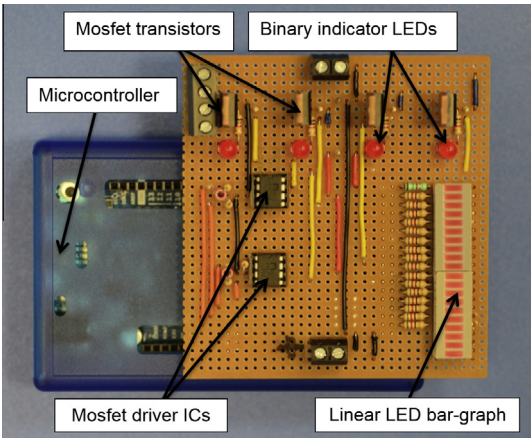 Mosfet transistors
Binary indicator LEDs
Microcontroller
Mosfet driver ICs
Linear LED bar-graph